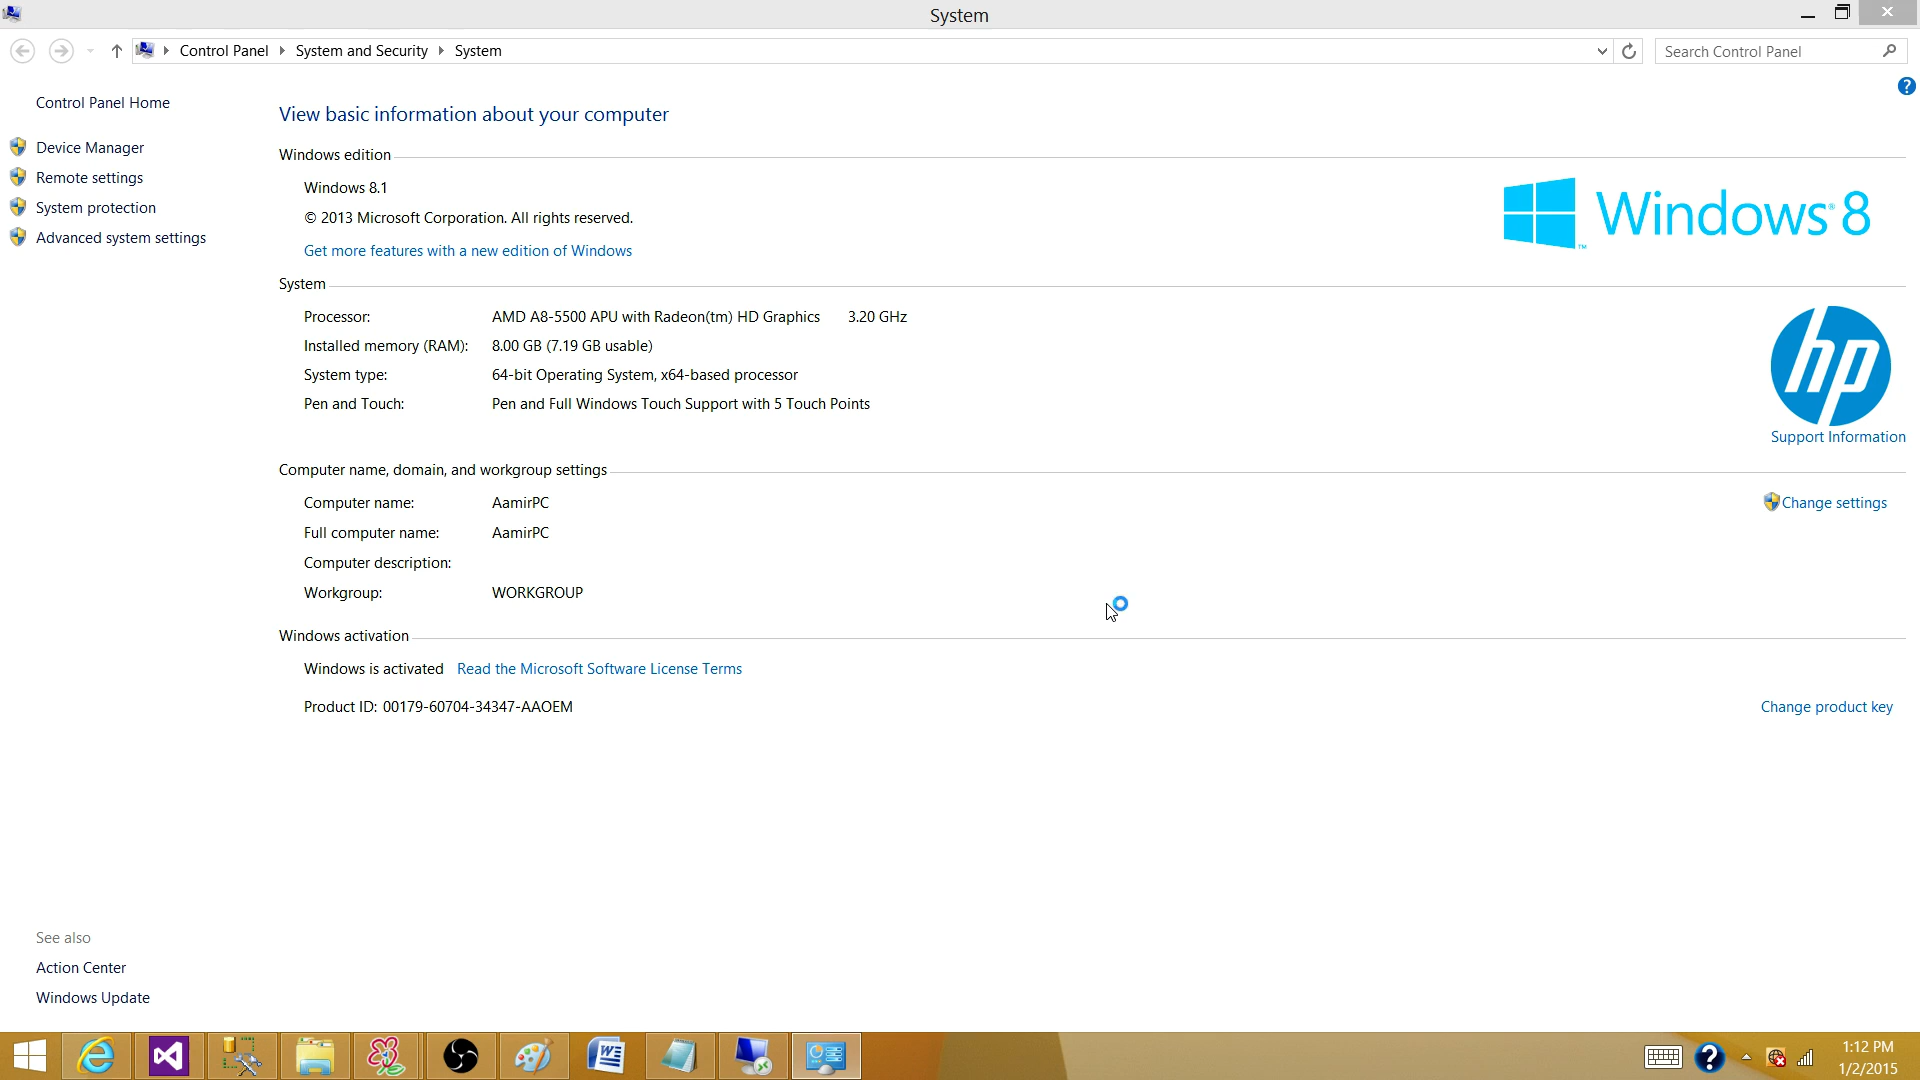 System
Control Panel System and Security System
Search Control Panel
Control Panel Home
Device Manager
Remote settings
System protection
Advanced system settings
View basic information about your computer
Windows edition
Windows 8.1
© 2013 Microsoft Corporation. All rights reserved.
Get more features with a new edition of Windows
Windows® 8
System
Processor: AMD A8-5500 APU with Radeon(tm) HD Graphics 3.20 GHz
Installed memory (RAM): 8.00 GB (7.19 GB usable)
System type: 64-bit Operating System, x64-based processor
Pen and Touch: Pen and Full Windows Touch Support with 5 Touch Points
hp
Support Information
Computer name, domain, and workgroup settings
Computer name: AamirPC
Change settings
Full computer name: AamirPC
Computer description:
Workgroup: WORKGROUP
Windows activation
Windows is activated Read the Microsoft Software License Terms
Product ID: 00179-60704-34347-AAOEM
Change product key
See also
Action Center
Windows Update
1:12 PM
1/2/2015